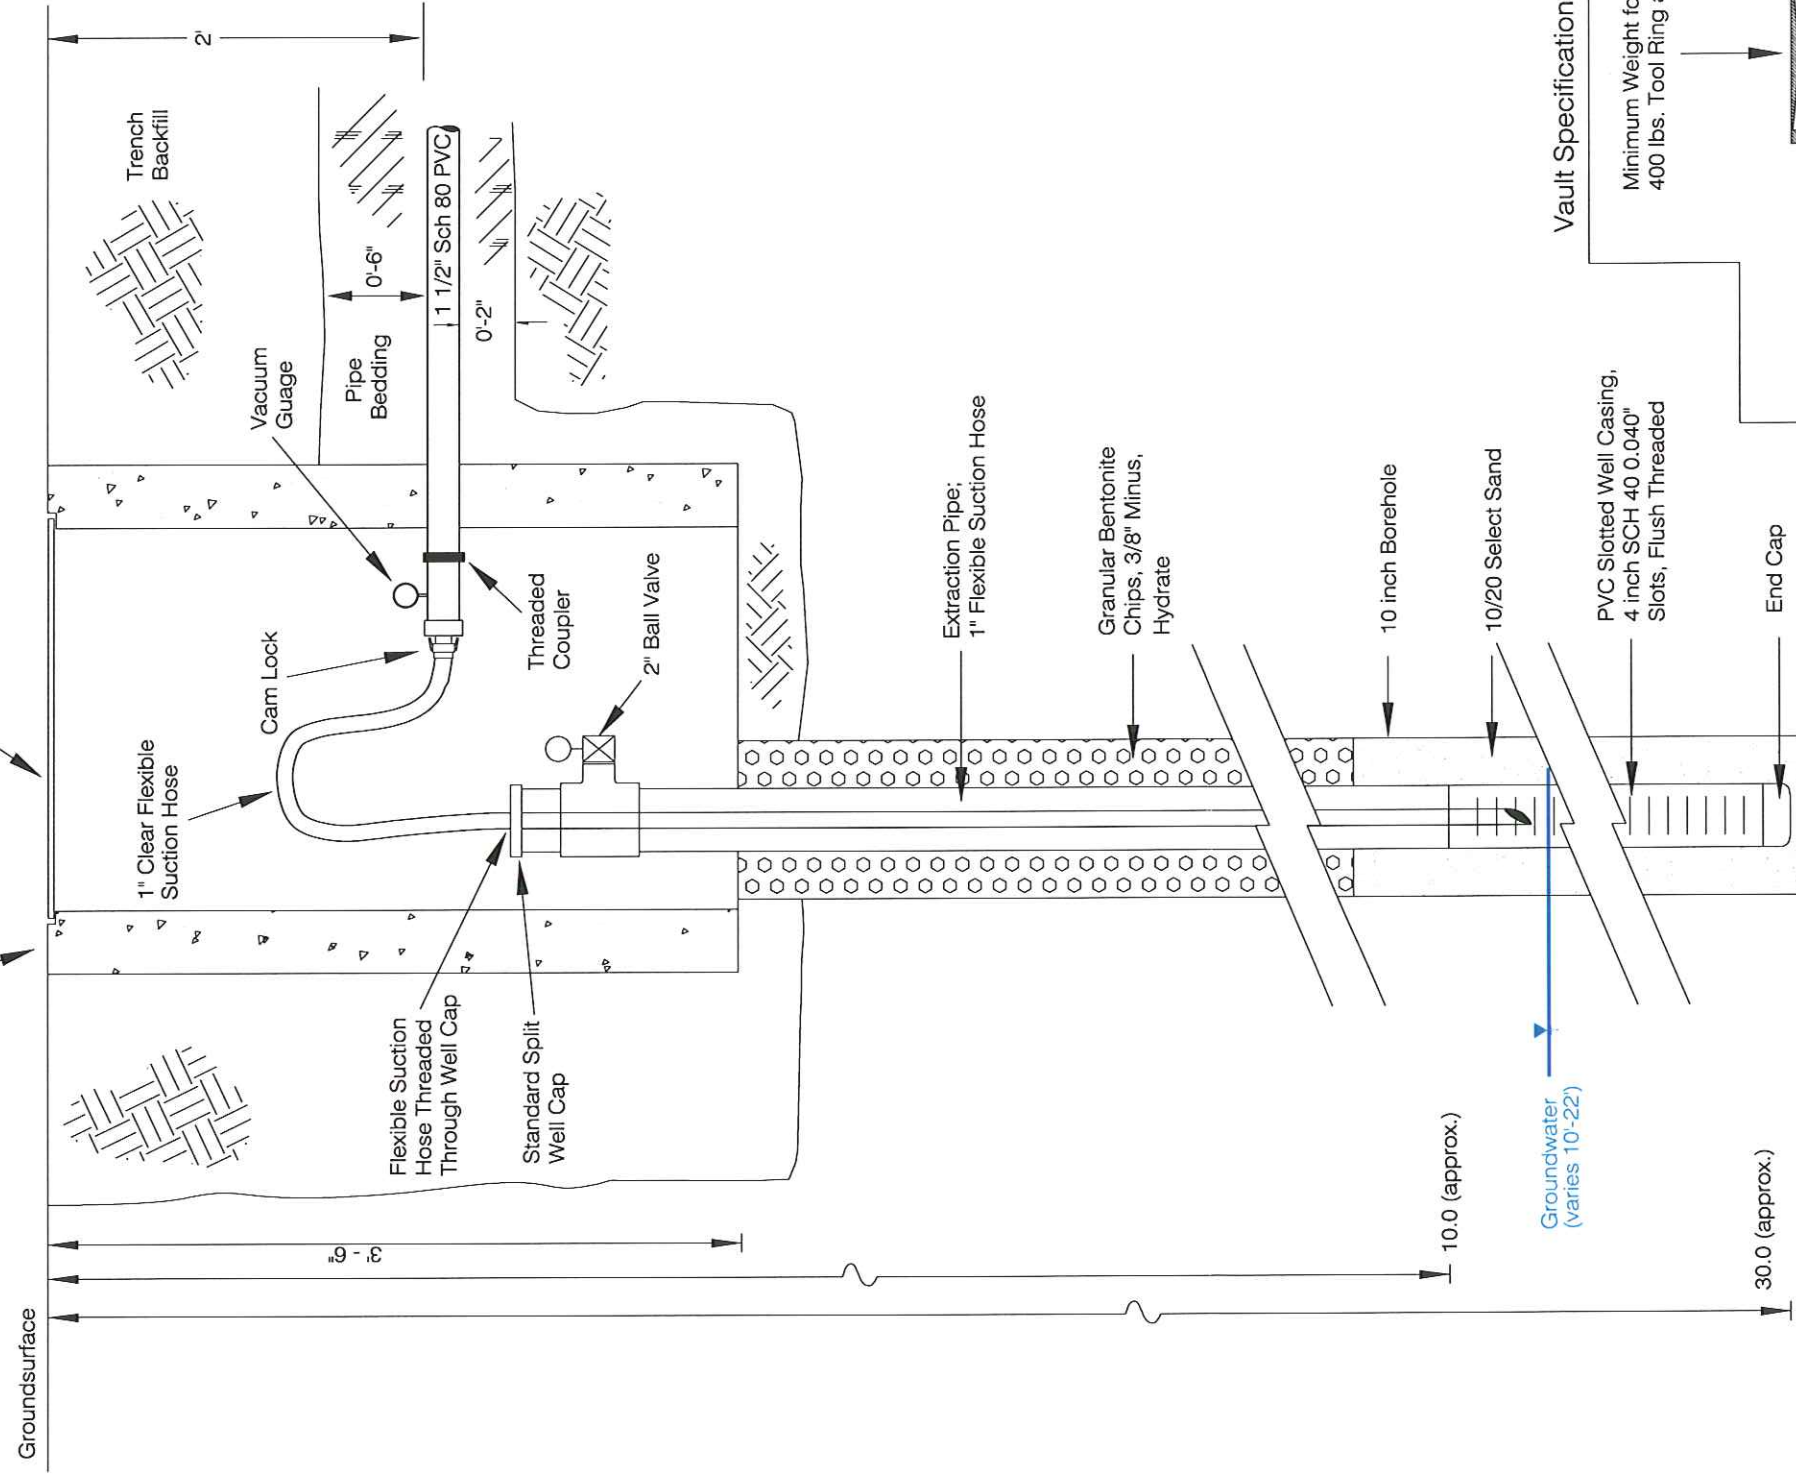 Groundsurface
2'
Trench
Backfill
Vacuum
Guage
Pipe
Bedding
0'-6"
1 1/2" Sch 80 PVC
0'-2"
1" Clear Flexible
Suction Hose
Cam Lock
Threaded
Coupler
2" Ball Valve
Flexible Suction
Hose Threaded
Through Well Cap
Standard Split
Well Cap
3' - 6"
Extraction Pipe;
1" Flexible Suction Hose
Granular Bentonite
Chips, 3/8" Minus,
Hydrate
10 inch Borehole
10/20 Select Sand
PVC Slotted Well Casing,
4 inch SCH 40 0.040"
Slots, Flush Threaded
End Cap
10.0 (approx.)
Groundwater
(varies 10'-22')
30.0 (approx.)
Vault Specification
Minimum Weight fo
400 lbs. Tool Ring a